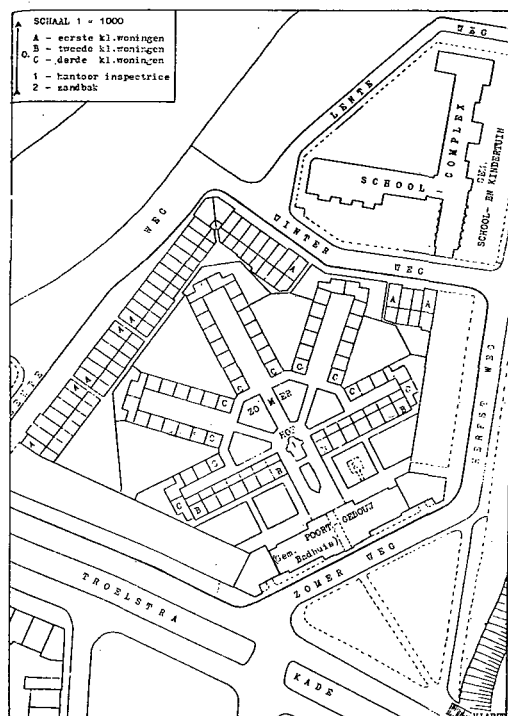 SCHAAL 1 : 1000
A - eerste kl.woningen
B - tweede kl.woningen
C - derde kl.woningen
1 - kantoor inspectrice
2 - zandbak
O.
WEG
LENTE
SCHOOL - COMPLEX
GEM.
SCHOOL- EN KINDERTUIN
WEG
WINTER WEG
A
A
A
A
A
A
A
A
C
C
C
C
C
C
C
C
C
B
B
B
ZOMER
HOF
HERFST WEG
POORT GEBOUW
(Gem. Badhuis)
ZOMER WEG
TROELSTRA
KADE